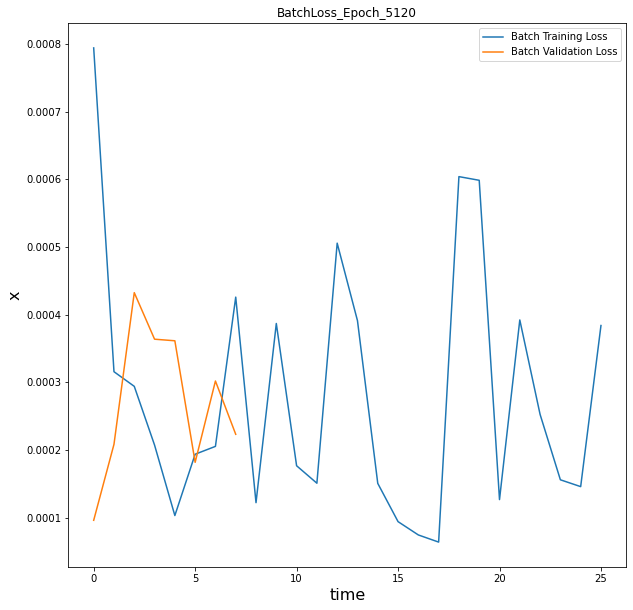 BatchLoss_Epoch_5120
Batch Training Loss
Batch Validation Loss
0.0008
0.0007
0.0006
0.0005
0.0004
0.0003
0.0002
0.0001
x
0 5 10 15 20 25
time